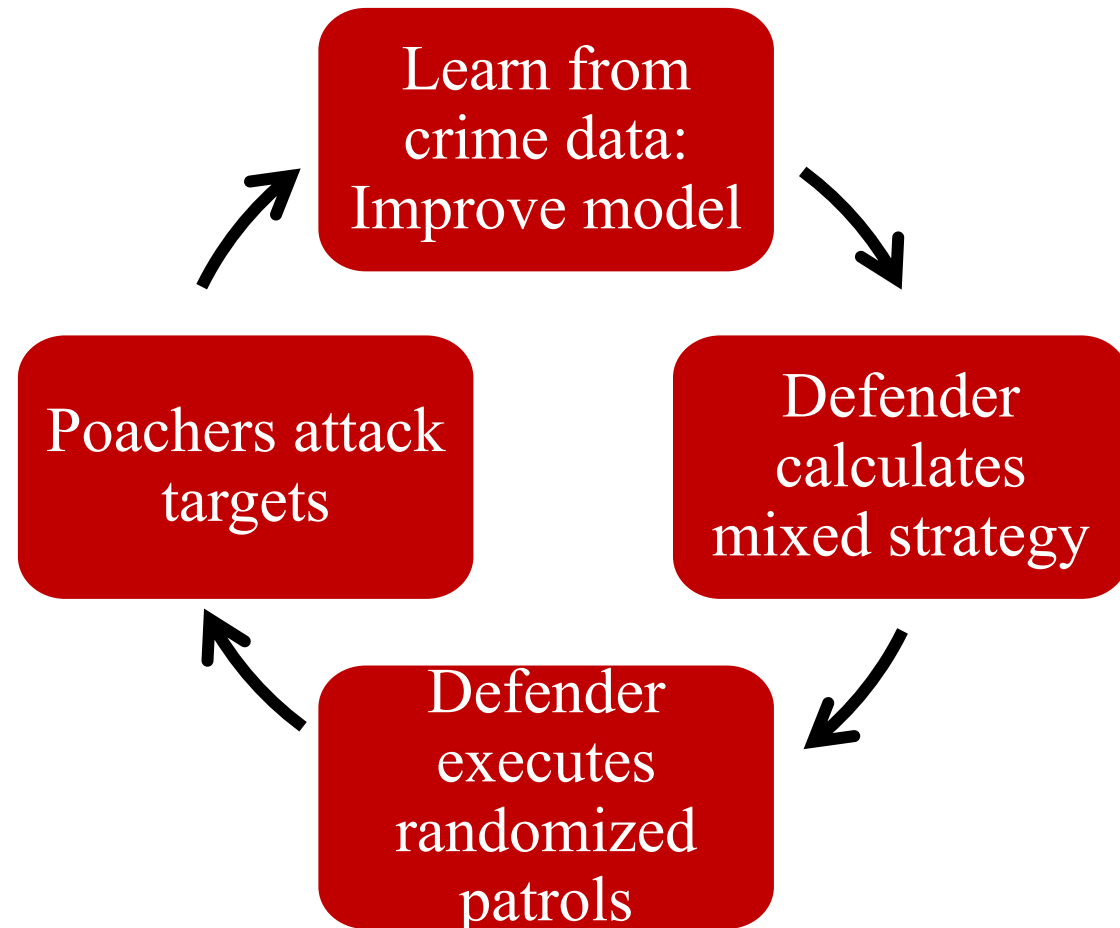 Learn from
crime data:
Improve model
Defender
calculates
mixed strategy
Defender
executes
randomized
patrols
Poachers attack
targets